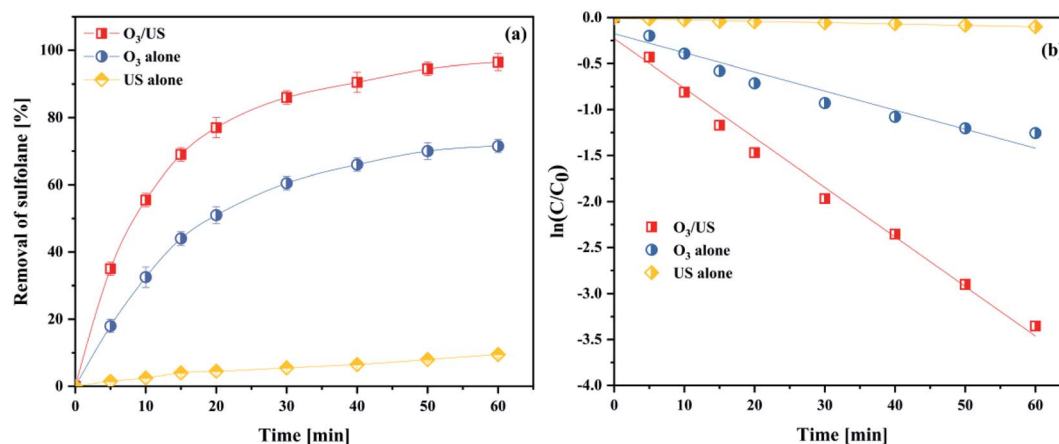 (a)
O₃/US
O₃ alone
US alone
Removal of sulfolane [%]
100
80
60
40
20
0
0 10 20 30 40 50 60
Time [min]
(b)
0.0
-0.5
-1.0
-1.5
-2.0
-2.5
-3.0
-3.5
-4.0
ln(C/C₀)
O₃/US
O₃ alone
US alone
0 10 20 30 40 50 60
Time [min]